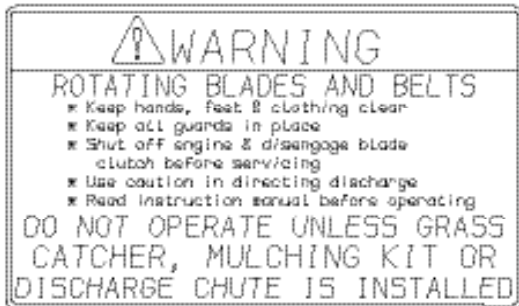 WARNING
ROTATING BLADES AND BELTS
* Keep hands, feet & clothing clear
* Keep all guards in place
* Shut off engine & disengage blade
clutch before servicing
* Use caution in directing discharge
* Read instruction manual before operating
DO NOT OPERATE UNLESS GRASS
CATCHER, MULCHING KIT OR
DISCHARGE CHUTE IS INSTALLED